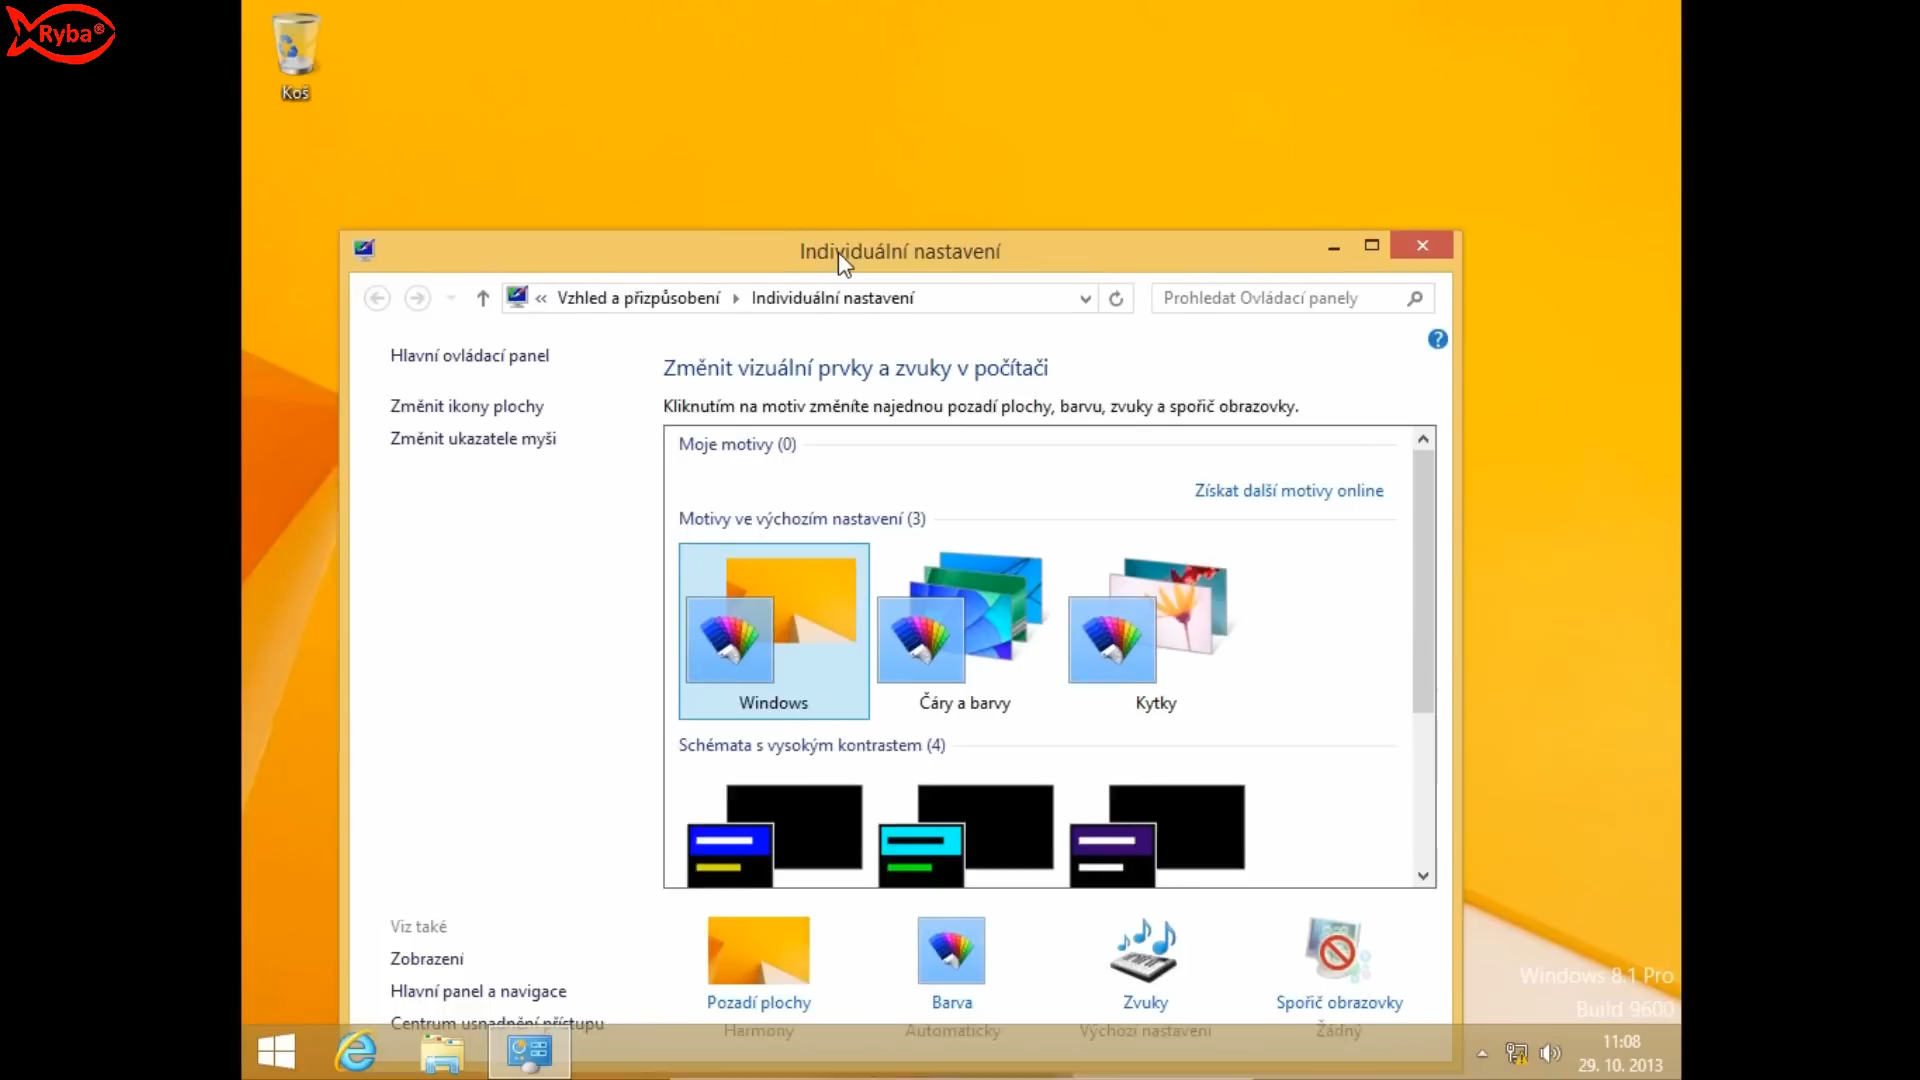 Ryba®
Koš
Individuální nastavení
« Vzhled a přizpůsobení Individuální nastavení
Prohledat Ovládací panely
Hlavní ovládací panel
Změnit ikony plochy
Změnit ukazatele myši
Změnit vizuální prvky a zvuky v počítači
Kliknutím na motiv změníte najednou pozadí plochy, barvu, zvuky a spořič obrazovky.
Moje motivy (0)
Získat další motivy online
Motivy ve výchozím nastavení (3)
Windows
Čáry a barvy
Kytky
Schémata s vysokým kontrastem (4)
Viz také
Zobrazení
Hlavní panel a navigace
Centrum usnadnění přístupu
Pozadí plochy
Harmony
Barva
Automaticky
Zvuky
Výchozí nastavení
Spořič obrazovky
Žádný
Windows 8.1 Pro
Build 9600
11:08
29. 10. 2013